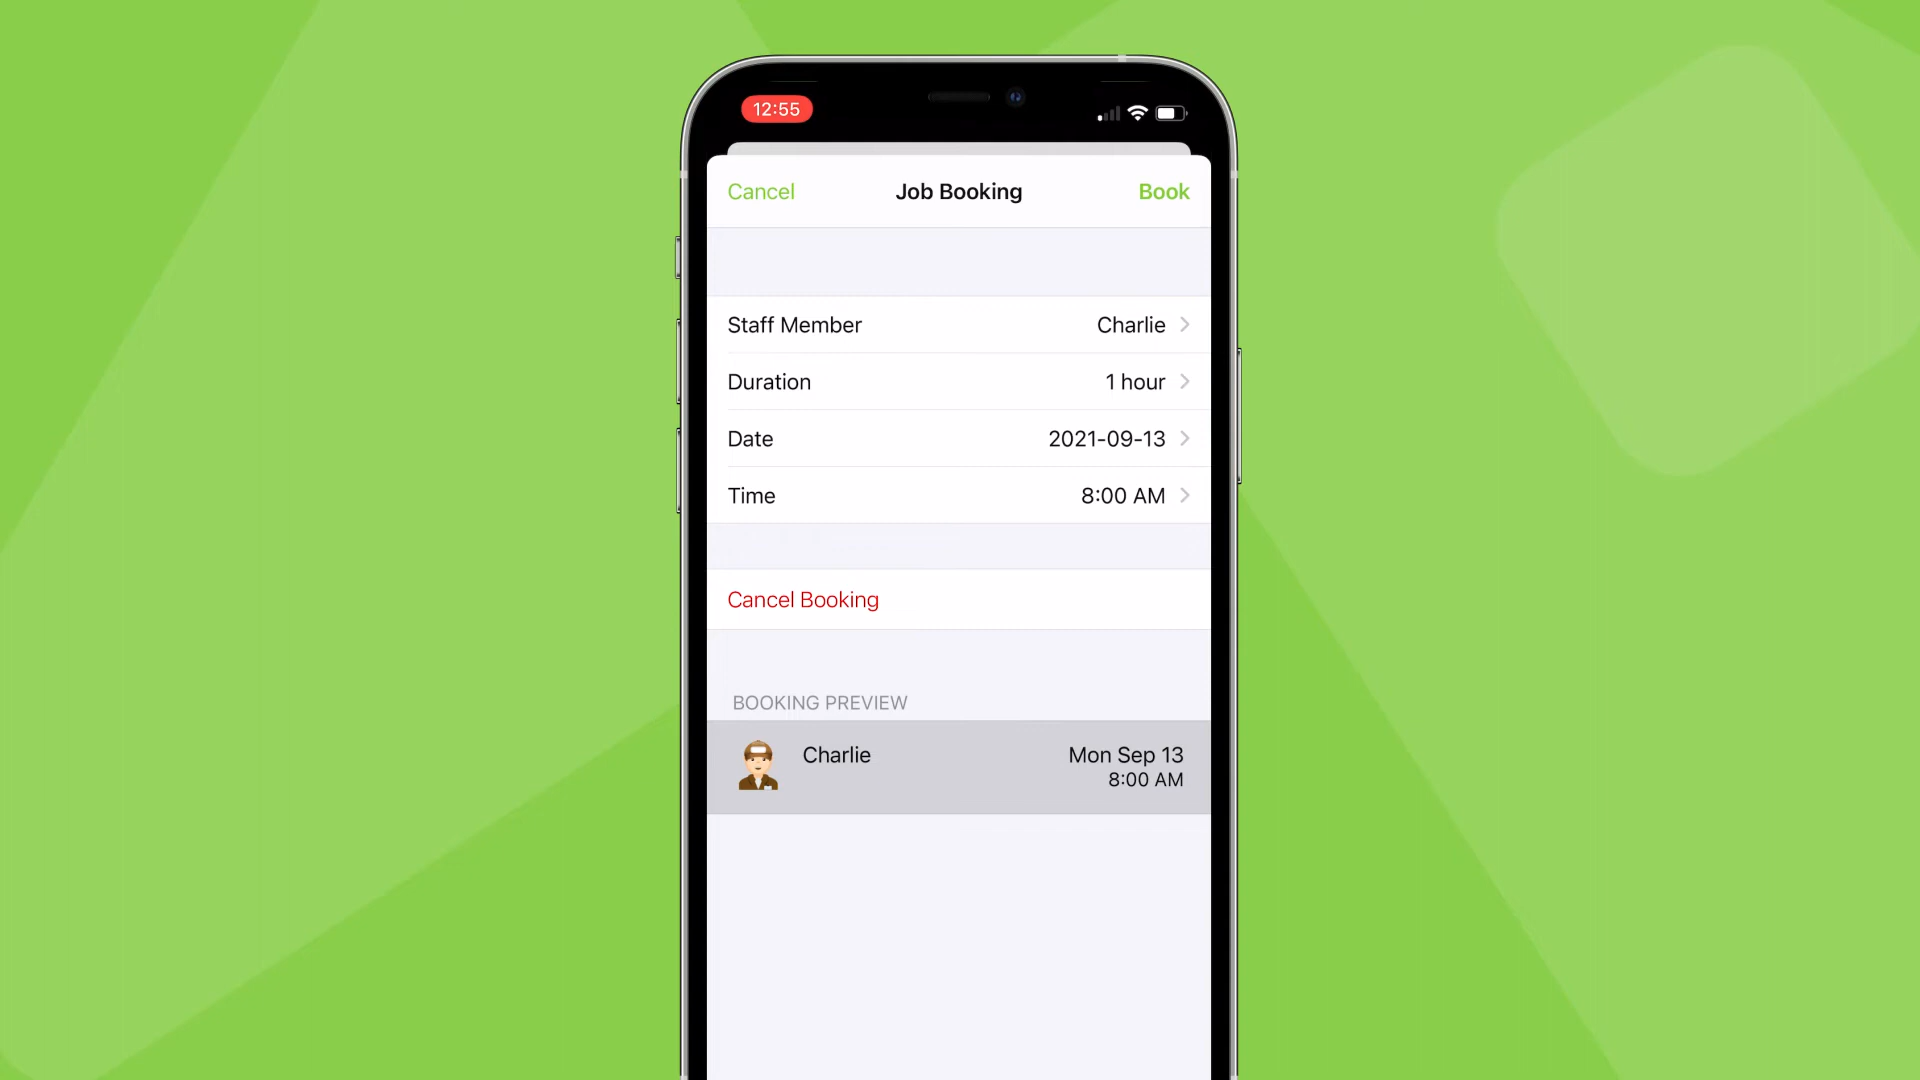 12:55
Cancel Job Booking Book
Staff Member Charlie
Duration 1 hour
Date 2021-09-13
Time 8:00 AM
Cancel Booking
BOOKING PREVIEW
Charlie Mon Sep 13
8:00 AM